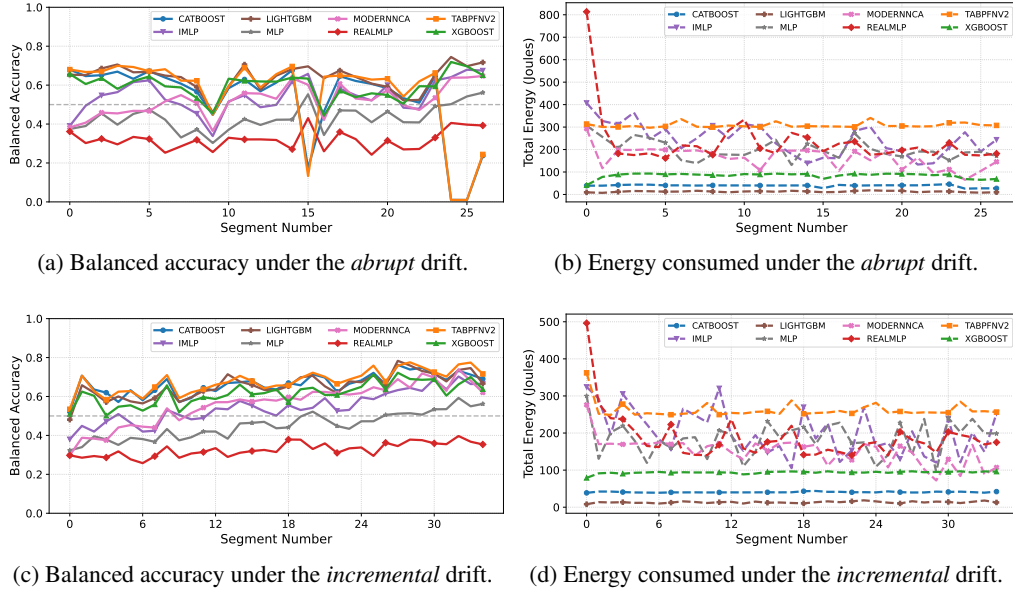 Balanced Accuracy
1.0
0.8
0.6
0.4
0.2
0.0
CATBOOST LIGHTGBM MODERNNCA TABPFNV2
IMLP MLP REALMLP XGBOOST
0 5 10 15 20 25
Segment Number
(a) Balanced accuracy under the abrupt drift.
Total Energy (Joules)
800
700
600
500
400
300
200
100
0
CATBOOST LIGHTGBM MODERNNCA TABPFNV2
IMLP MLP REALMLP XGBOOST
0 5 10 15 20 25
Segment Number
(b) Energy consumed under the abrupt drift.
Balanced Accuracy
1.0
0.8
0.6
0.4
0.2
0.0
CATBOOST LIGHTGBM MODERNNCA TABPFNV2
IMLP MLP REALMLP XGBOOST
0 6 12 18 24 30
Segment Number
(c) Balanced accuracy under the incremental drift.
Total Energy (Joules)
500
400
300
200
100
0
CATBOOST LIGHTGBM MODERNNCA TABPFNV2
IMLP MLP REALMLP XGBOOST
0 6 12 18 24 30
Segment Number
(d) Energy consumed under the incremental drift.